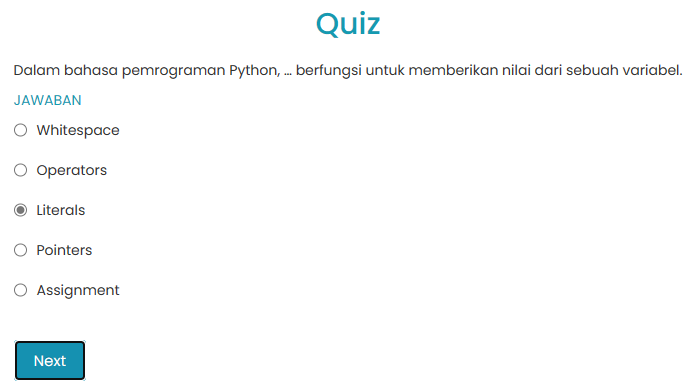 Quiz
Dalam bahasa pemrograman Python, ... berfungsi untuk memberikan nilai dari sebuah variabel.
JAWABAN
Whitespace
Operators
Literals
Pointers
Assignment
Next